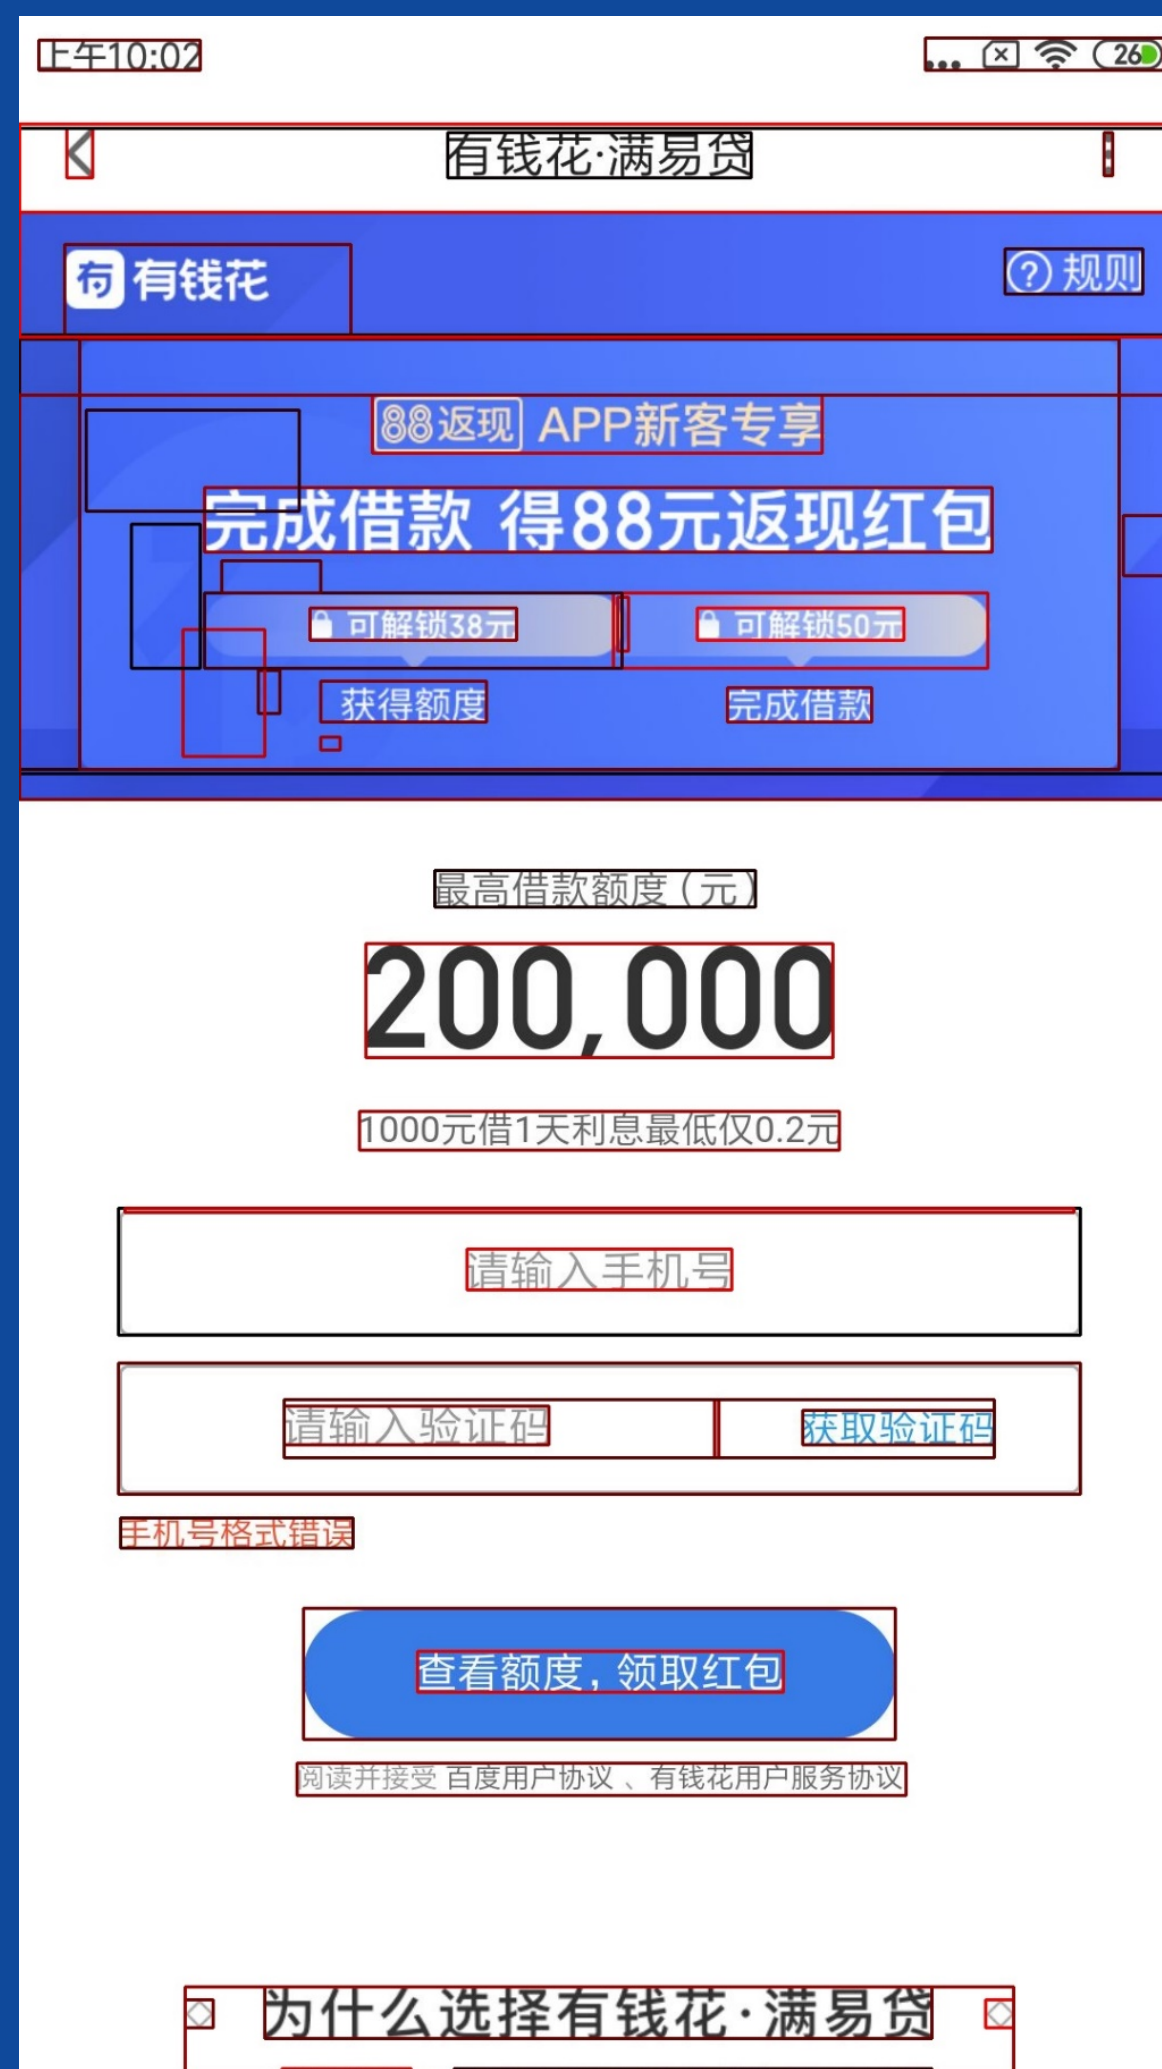 上午10:02
26
有钱花·满易贷
有 有钱花
? 规则
88返现 APP新客专享
完成借款 得88元返现红包
可解锁38元 可解锁50元
获得额度 完成借款
最高借款额度（元）
200,000
1000元借1天利息最低仅0.2元
请输入手机号
请输入验证码 获取验证码
手机号格式错误
查看额度，领取红包
阅读并接受 百度用户协议 、有钱花用户服务协议
为什么选择有钱花·满易贷